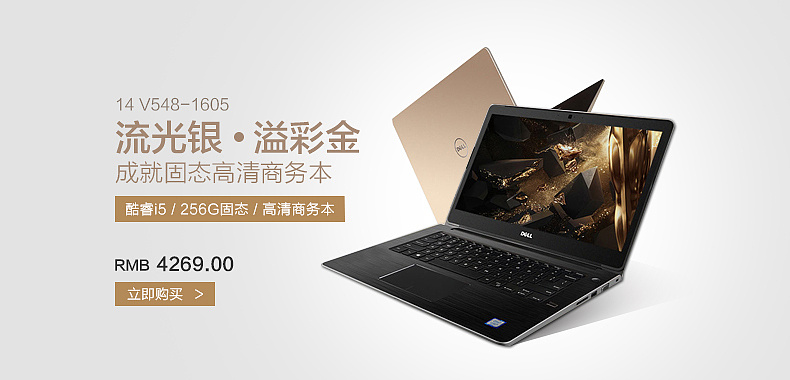 14 V548-1605
流光银·溢彩金
成就固态高清商务本
酷睿i5 / 256G固态 / 高清商务本
RMB 4269.00
立即购买 >
DELL
DELL